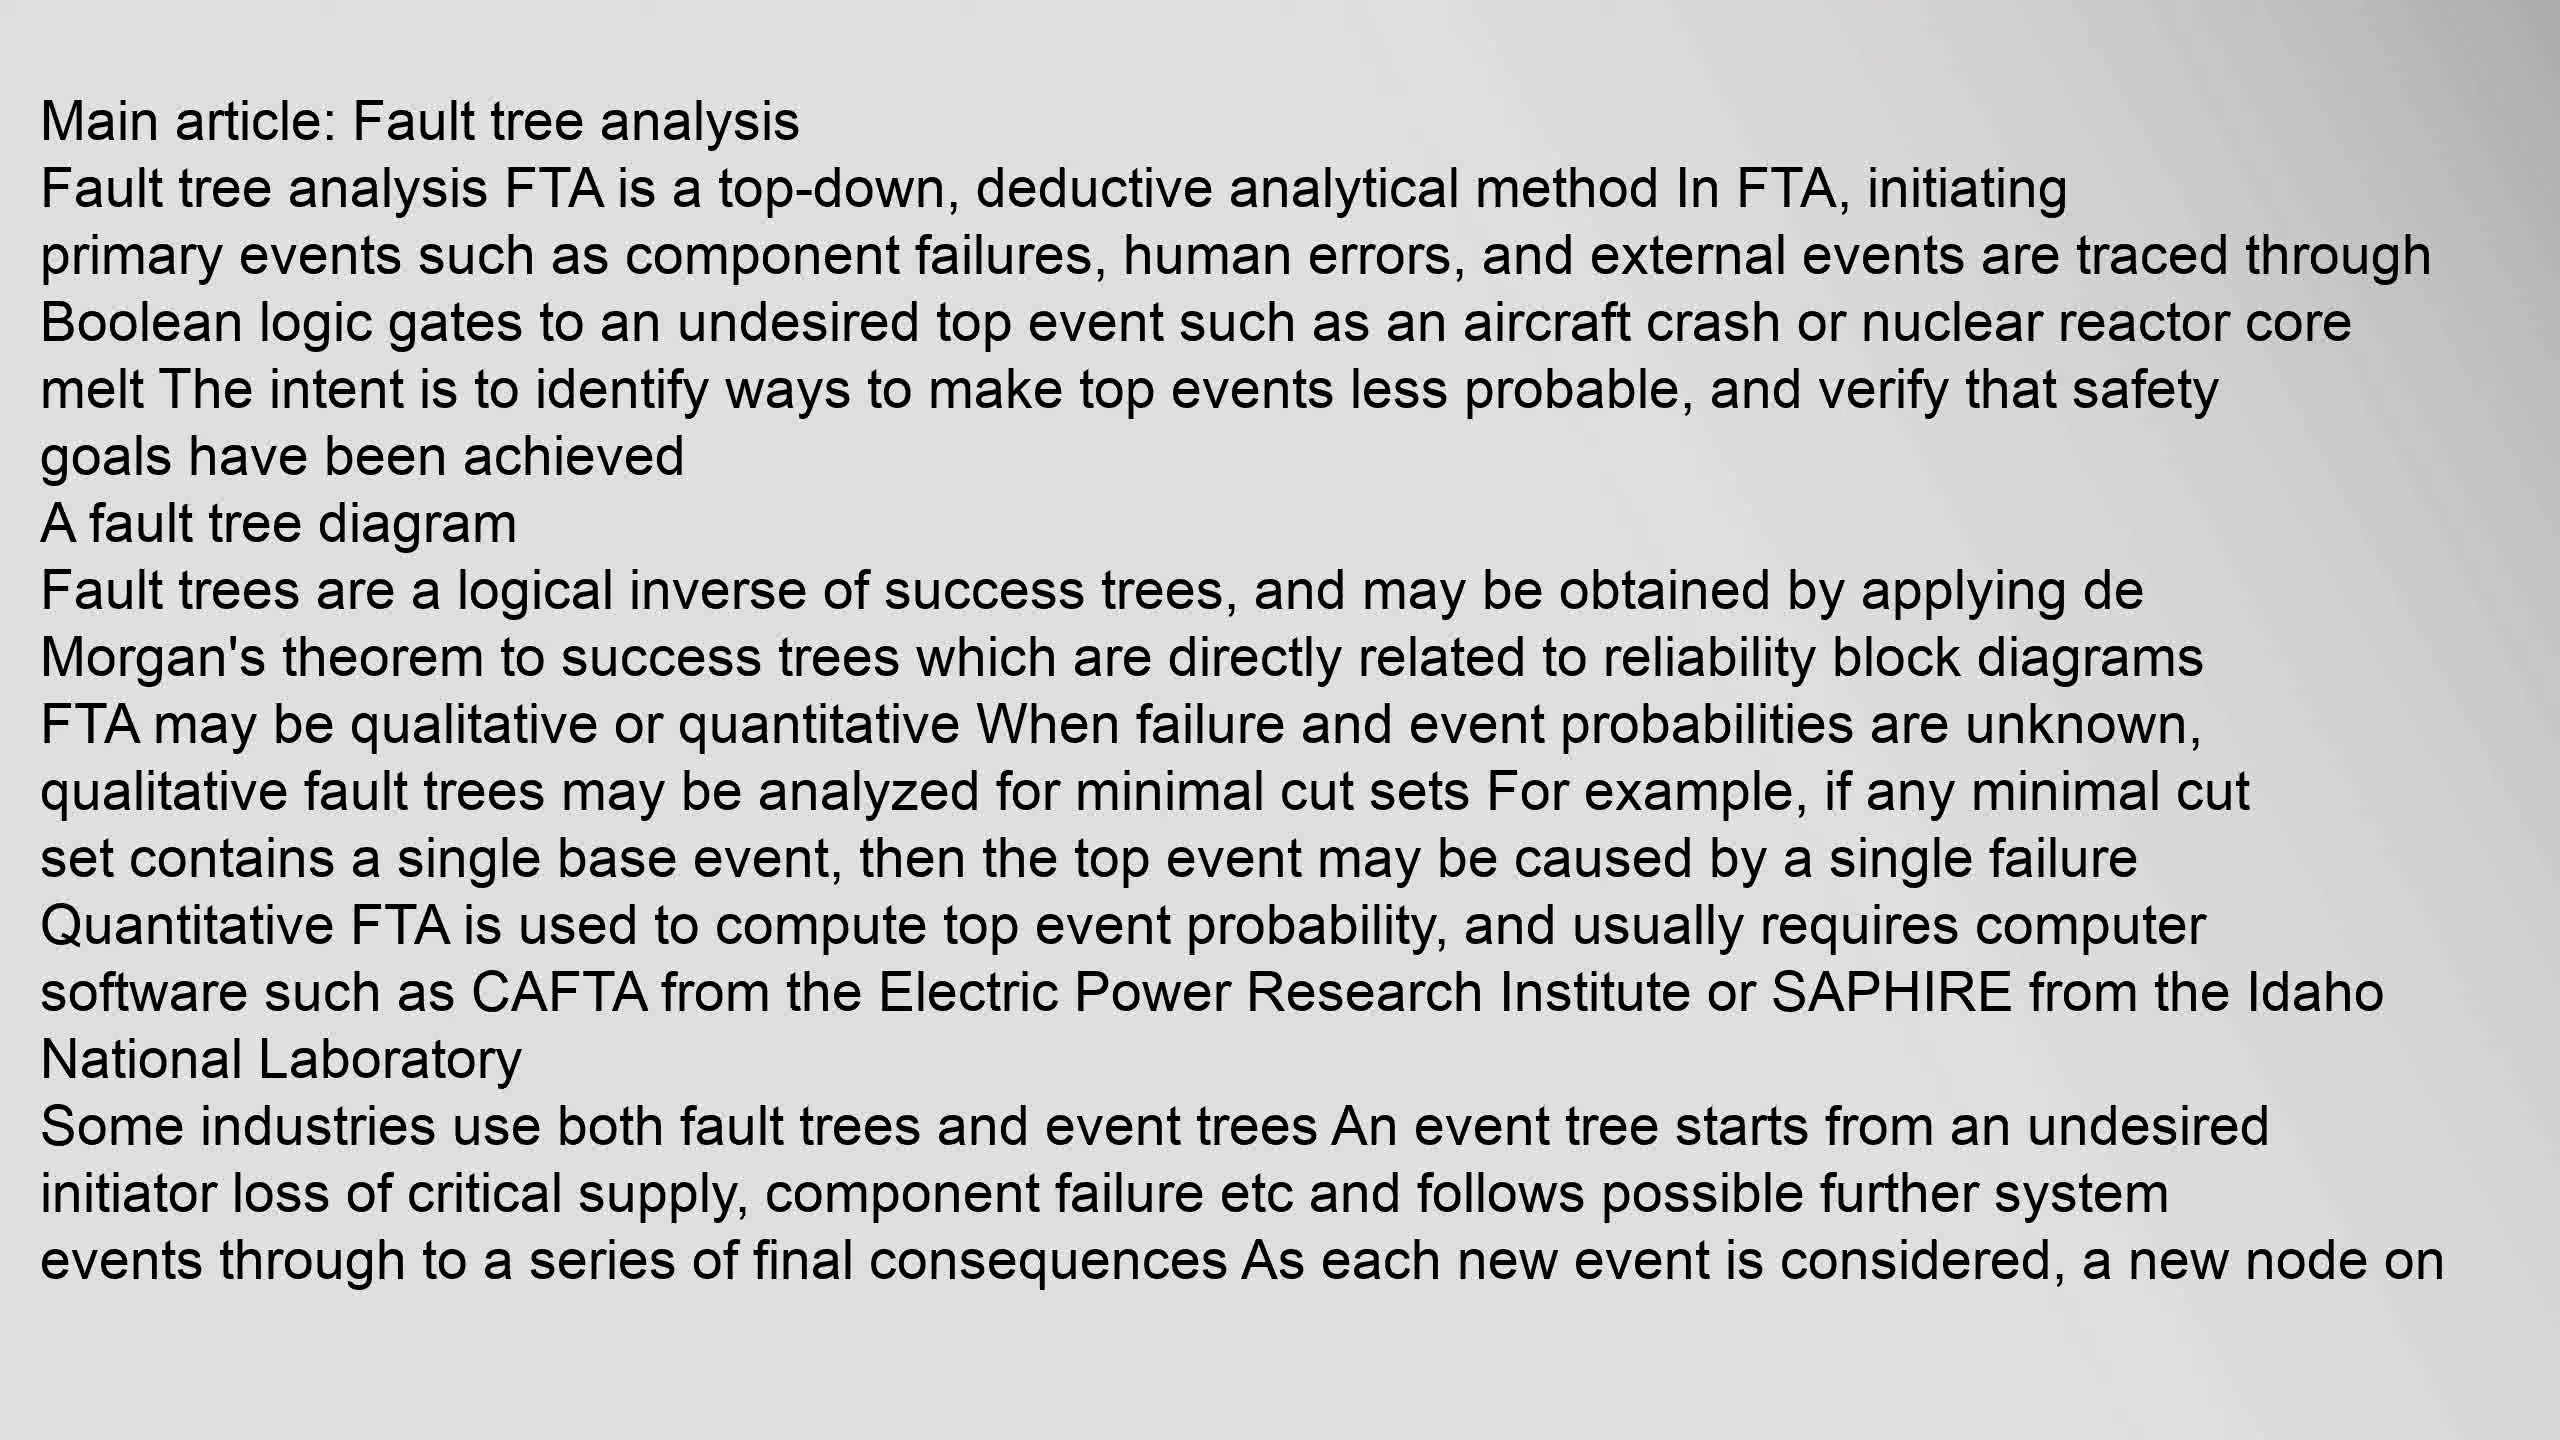 Main article: Fault tree analysis
Fault tree analysis FTA is a top-down, deductive analytical method In FTA, initiating
primary events such as component failures, human errors, and external events are traced through
Boolean logic gates to an undesired top event such as an aircraft crash or nuclear reactor core
melt The intent is to identify ways to make top events less probable, and verify that safety
goals have been achieved
A fault tree diagram
Fault trees are a logical inverse of success trees, and may be obtained by applying de
Morgan's theorem to success trees which are directly related to reliability block diagrams
FTA may be qualitative or quantitative When failure and event probabilities are unknown,
qualitative fault trees may be analyzed for minimal cut sets For example, if any minimal cut
set contains a single base event, then the top event may be caused by a single failure
Quantitative FTA is used to compute top event probability, and usually requires computer
software such as CAFTA from the Electric Power Research Institute or SAPHIRE from the Idaho
National Laboratory
Some industries use both fault trees and event trees An event tree starts from an undesired
initiator loss of critical supply, component failure etc and follows possible further system
events through to a series of final consequences As each new event is considered, a new node on